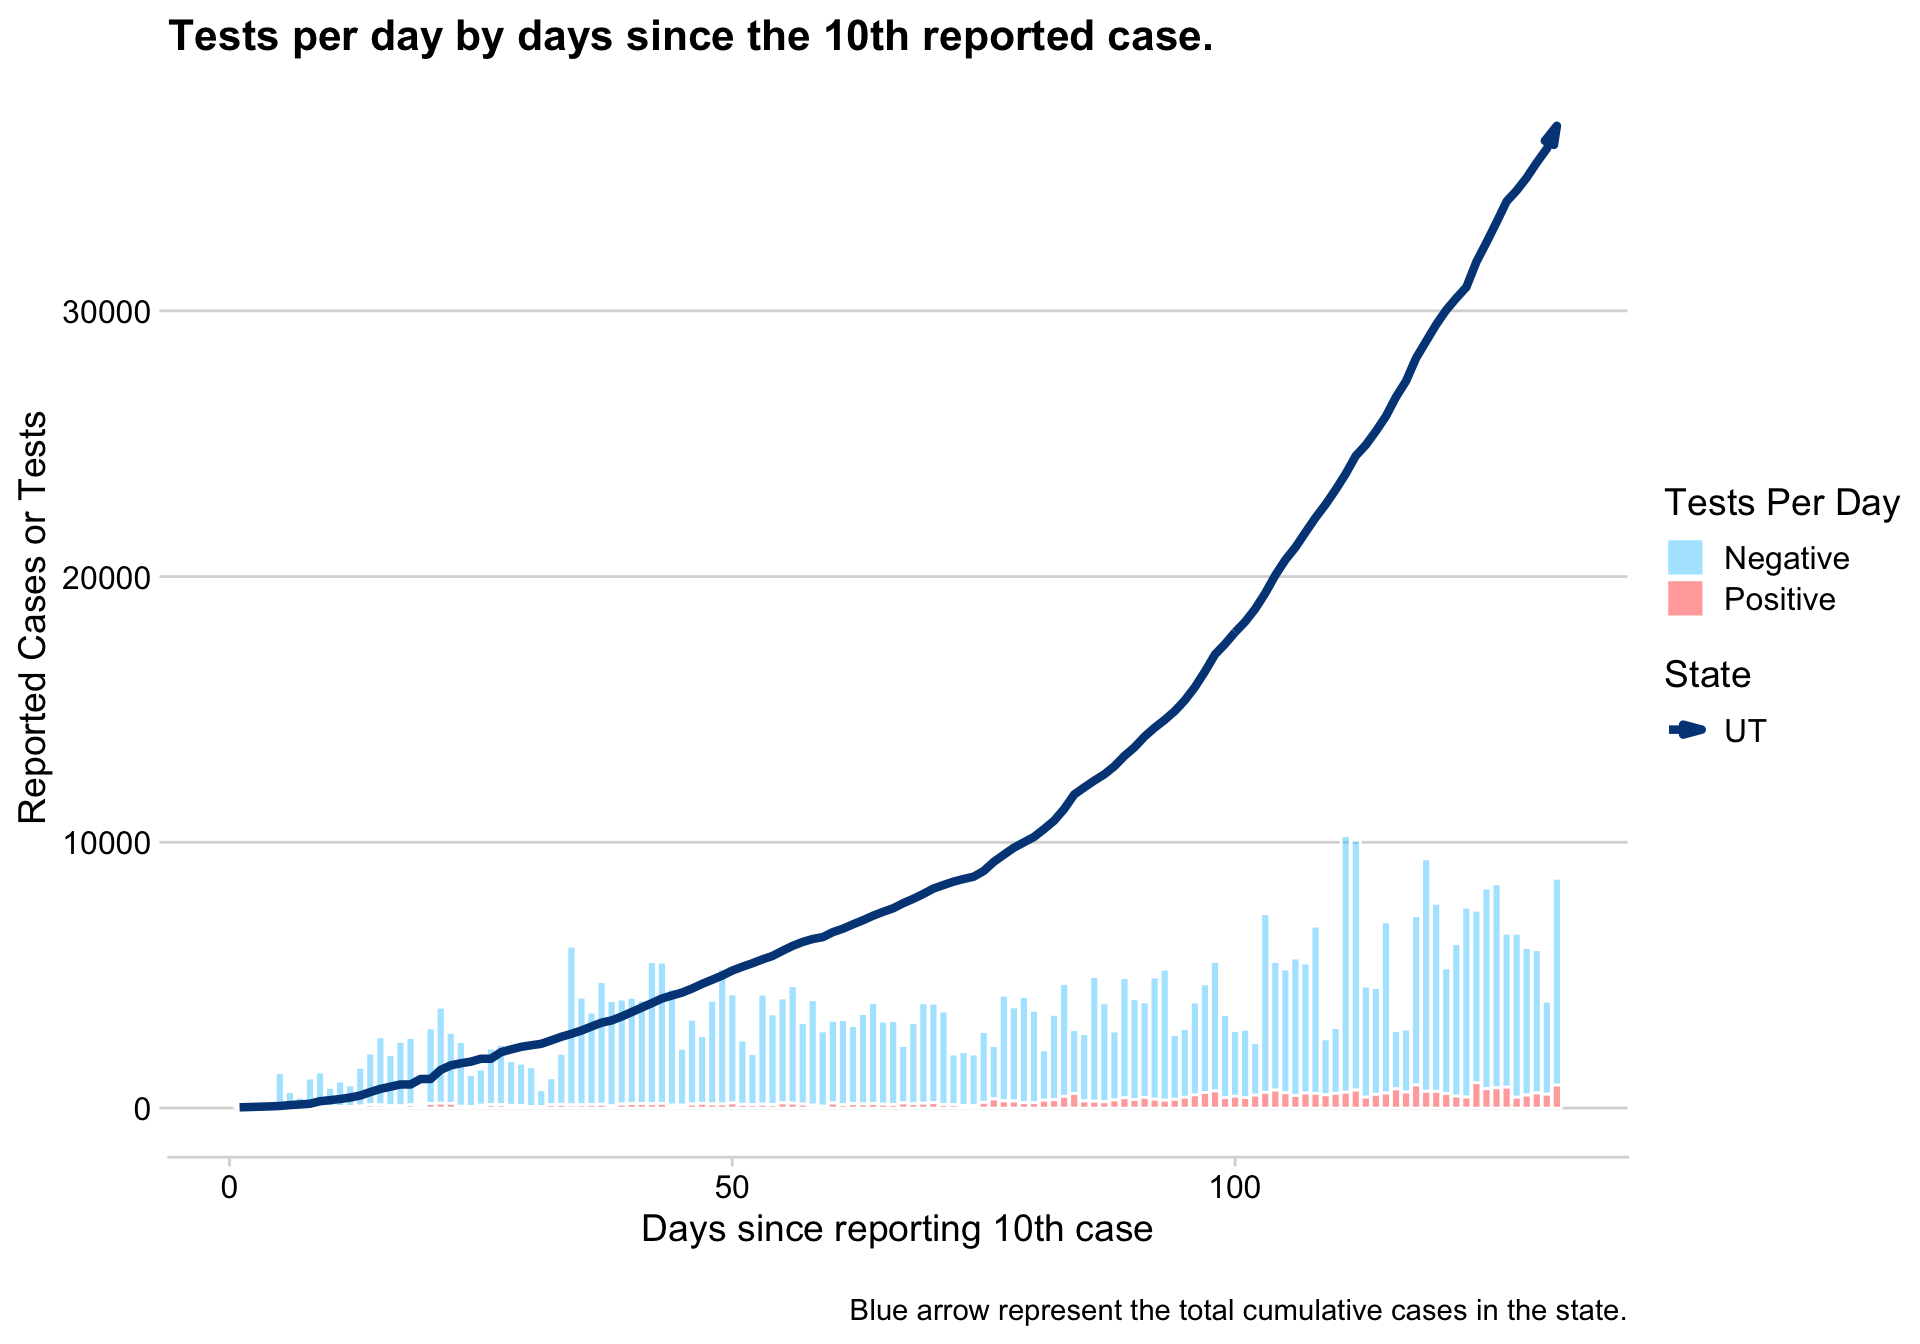 Tests per day by days since the 10th reported case.
Reported Cases or Tests
30000
20000
10000
0
0
50
100
Days since reporting 10th case
Tests Per Day
Negative
Positive
State
UT
Blue arrow represent the total cumulative cases in the state.